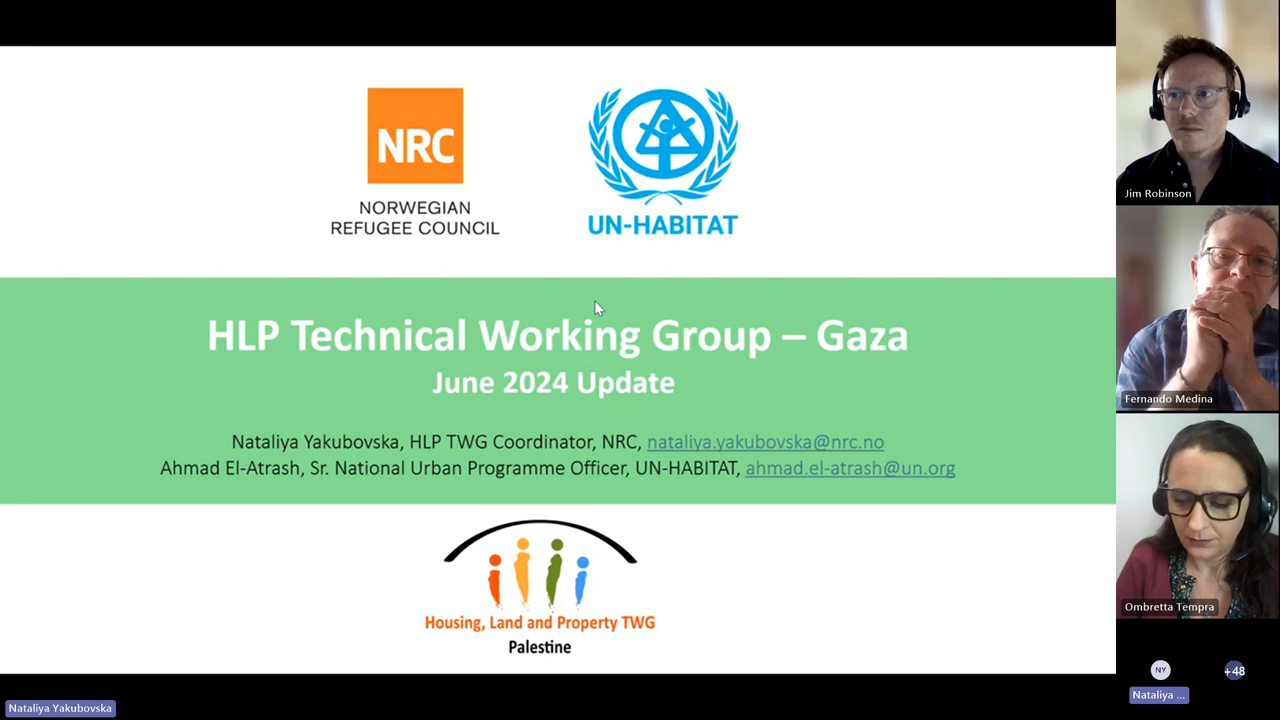 NRC
NORWEGIAN
REFUGEE COUNCIL
UN-HABITAT
HLP Technical Working Group – Gaza
June 2024 Update
Nataliya Yakubovska, HLP TWG Coordinator, NRC, nataliya.yakubovska@nrc.no
Ahmad El-Atrash, Sr. National Urban Programme Officer, UN-HABITAT, ahmad.el-atrash@un.org
Housing, Land and Property TWG
Palestine
Nataliya Yakubovska
Jim Robinson
Fernando Medina
Ombretta Tempra
NY
+48
Nataliya ...